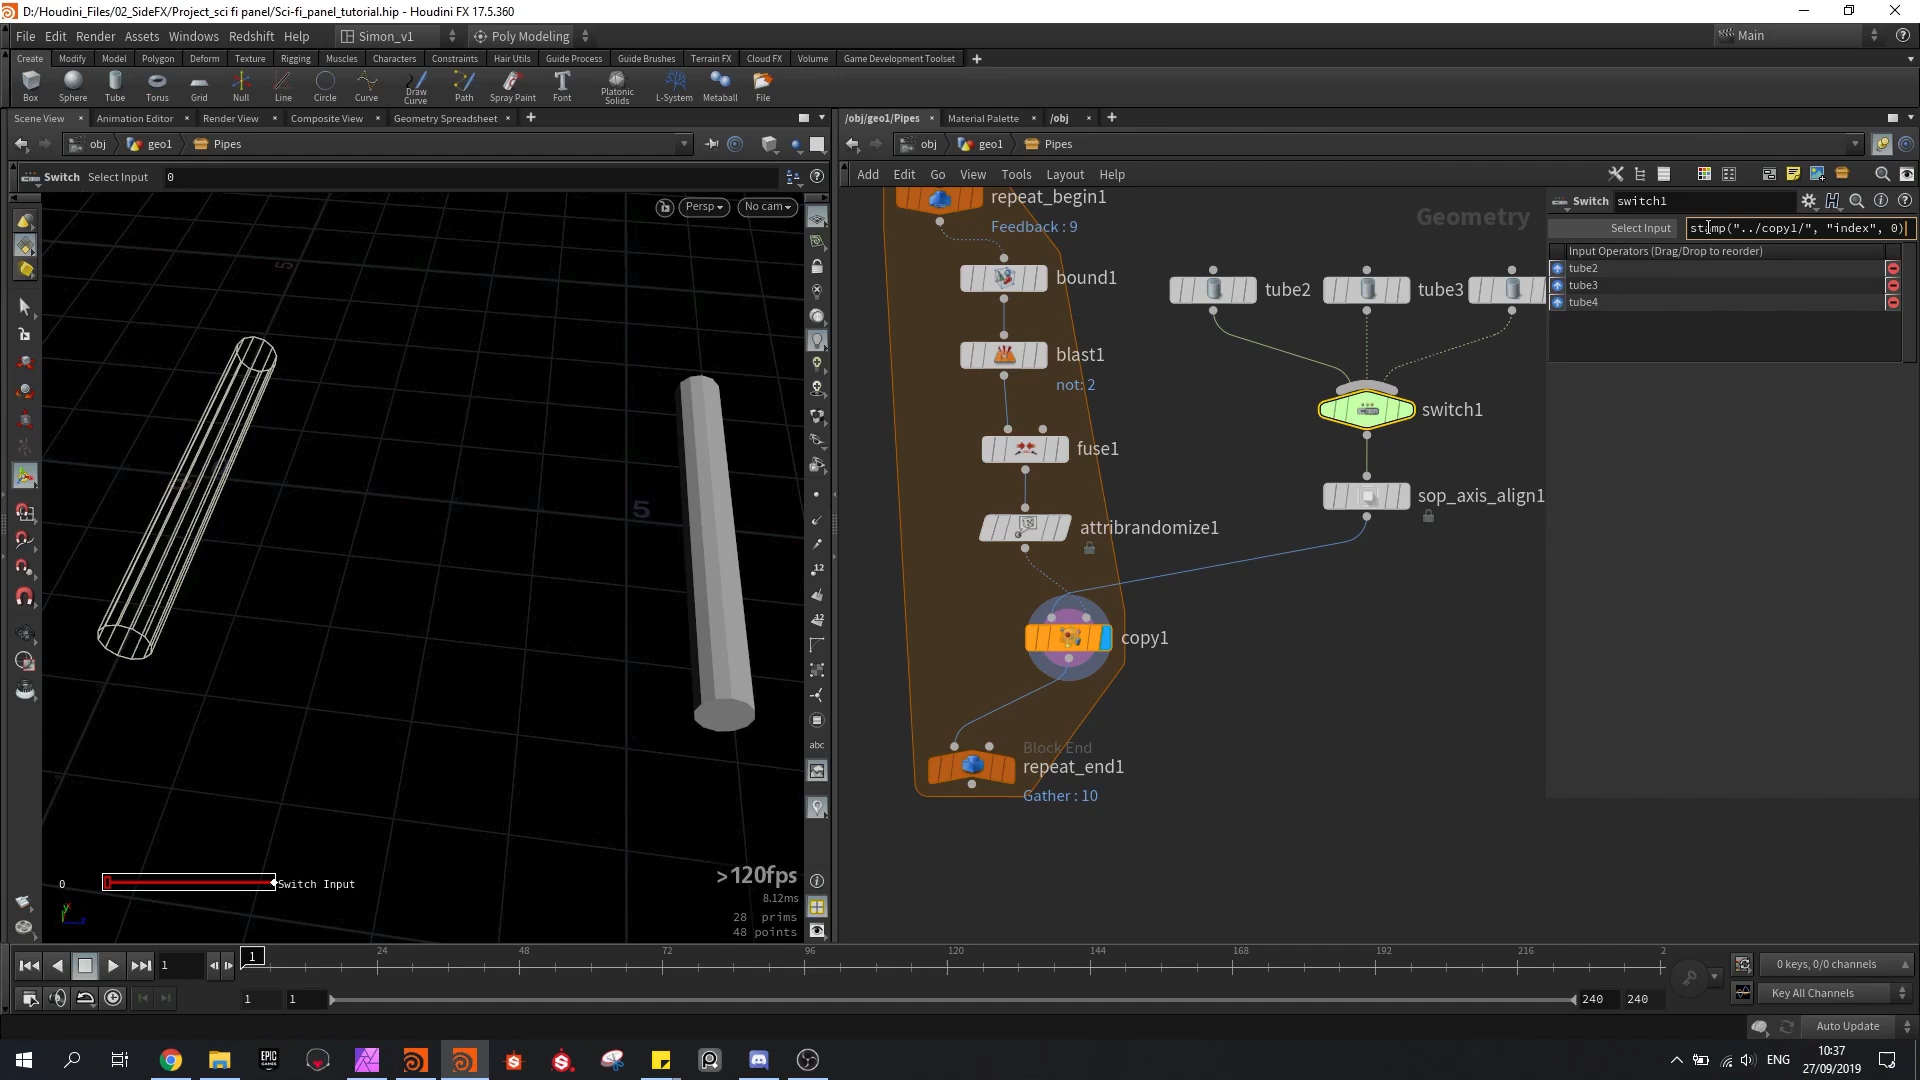 D:/Houdini_Files/02_SideFX/Project_sci fi panel/Sci-fi_panel_tutorial.hip - Houdini FX 17.5.360
File Edit Render Assets Windows Redshift Help Simon_v1 Poly Modeling Main
Create Modify Model Polygon Deform Texture Rigging Muscles Characters Constraints Hair Utils Guide Process Guide Brushes Terrain FX Cloud FX Volume Game Development Toolset
Box Sphere Tube Torus Grid Null Line Circle Curve Draw Curve Path Spray Paint Font Platonic Solids L-System Metaball File
Scene View Animation Editor Render View Composite View Geometry Spreadsheet
obj geo1 Pipes
Switch Select Input 0
Persp No cam
5
5
abc
12
12
0 Switch Input
>120fps
8.12ms
28 prims
48 points
/obj/geo1/Pipes Material Palette /obj
obj geo1 Pipes
Add Edit Go View Tools Layout Help
Geometry
repeat_begin1
Feedback : 9
bound1
blast1
not: 2
fuse1
attribrandomize1
copy1
Block End
repeat_end1
Gather : 10
tube2 tube3
switch1
sop_axis_align1
Switch switch1
Select Input stamp("../copy1/", "index", 0)
Input Operators (Drag/Drop to reorder)
tube2
tube3
tube4
1 1 24 48 72 96 120 144 168 192 216 2
1 1 240 240
0 keys, 0/0 channels
Key All Channels
Auto Update
EPIC GAMES
ENG
10:37
27/09/2019